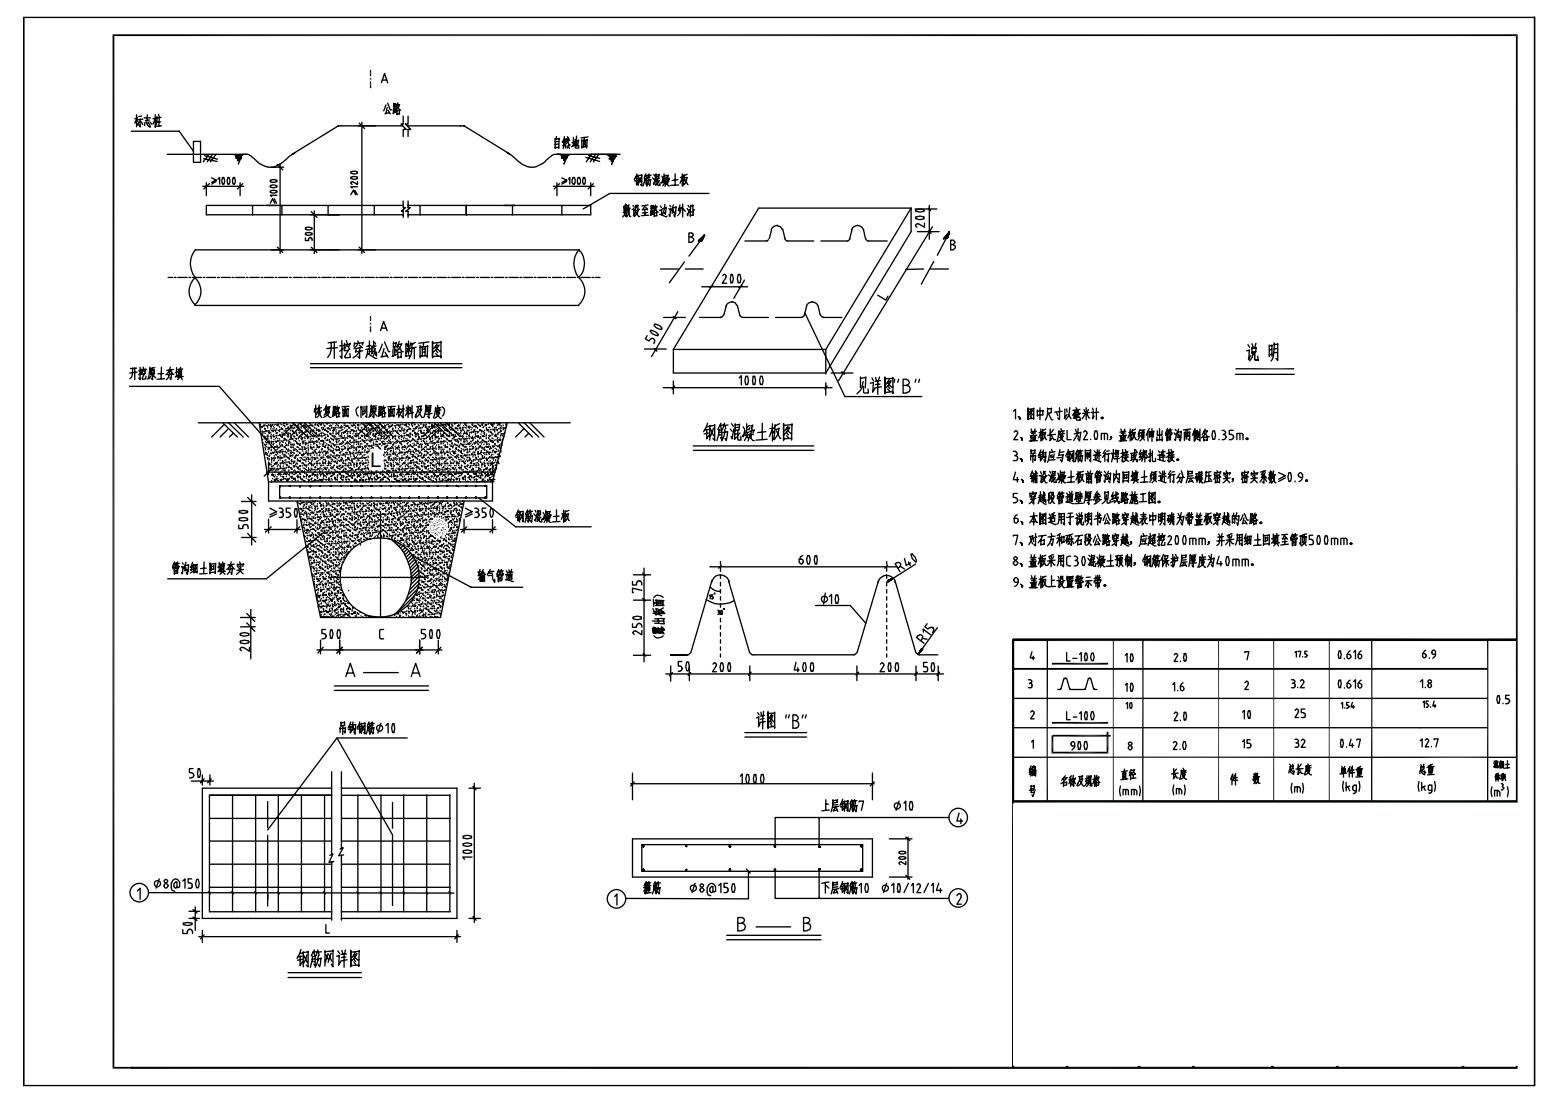 A
公路
标志桩
自然地面
≥1000
≥1000
≥1200
≥1000
500
钢筋混凝土板
敷设至路边沟外沿
A
开挖穿越公路断面图
B
B
200
200
500
L
1000
见详图"B"
钢筋混凝土板图
开挖原土夯填
恢复路面(同原路面材料及厚度)
L
500
≥350
≥350
钢筋混凝土板
管沟细土回填夯实
输气管道
200
500
C
500
A — A
600
R40
75
250
(露出板面)
Φ10
R15
50
200
400
200
50
详图 "B"
吊钩钢筋Φ10
50
1000
1
Φ8@150
50
L
钢筋网详图
1000
上层钢筋7
Φ10
4
200
1
箍筋
Φ8@150
下层钢筋10
Φ10/12/14
2
B — B
说 明
1、图中尺寸以毫米计。
2、盖板长度L为2.0m，盖板须伸出管沟两侧各0.35m。
3、吊钩应与钢筋网进行焊接或绑扎连接。
4、铺设混凝土板前管沟内回填土须进行分层碾压密实，密实系数≥0.9。
5、穿越段管道壁厚参见线路施工图。
6、本图适用于说明书公路穿越表中明确为带盖板穿越的公路。
7、对石方和砾石段公路穿越，应超挖200mm，并采用细土回填至管顶500mm。
8、盖板采用C30混凝土预制，钢筋保护层厚度为40mm。
9、盖板上设置警示带。
4 L-100 10 2.0 7 17.5 0.616 6.9
3 10 1.6 2 3.2 0.616 1.8
0.5
2 L-100 10 2.0 10 25 1.54 15.4
1 900 8 2.0 15 32 0.47 12.7
编号 名称及规格 直径(mm) 长度(m) 件 数 总长度(m) 单件重(kg) 总重(kg) 混凝土体积(m³)